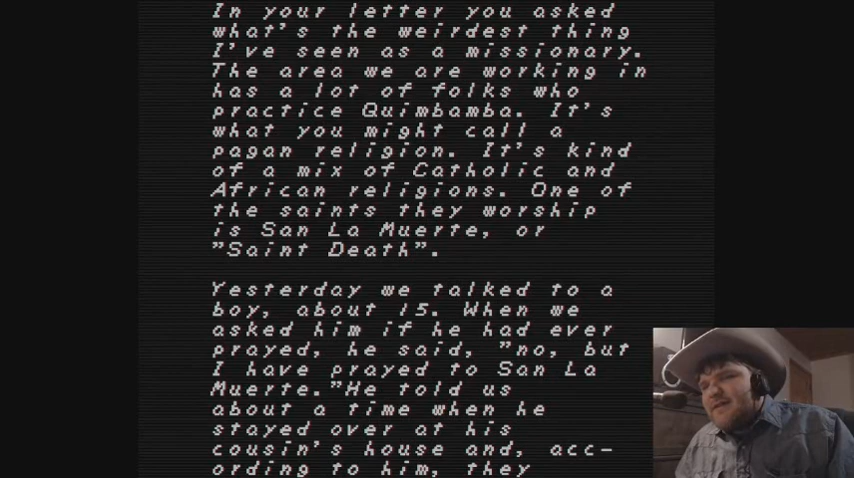 In your letter you asked
what's the weirdest thing
I've seen as a missionary.
The area we are working in
has a lot of folks who
practice Quimbamba. It's
what you might call a
pagan religion. It's kind
of a mix of Catholic and
African religions. One of
the saints they worship
is San La Muerte, or
"Saint Death".
Yesterday we talked to a
boy, about 15. When we
asked him if he had ever
prayed, he said, "no, but
I have prayed to San La
Muerte."He told us
about a time when he
stayed over at his
cousin's house and, acc-
ording to him, they